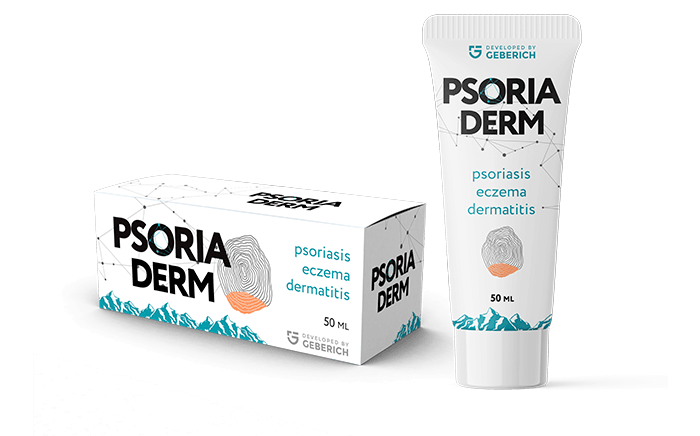 PSORIA
DERM
PSORIA
DERM
psoriasis
eczema
dermatitis
50 ML
DEVELOPED BY
GEBERICH
PSORIA
DERM
DEVELOPED BY
GEBERICH
PSORIA
DERM
psoriasis
eczema
dermatitis
50 ML